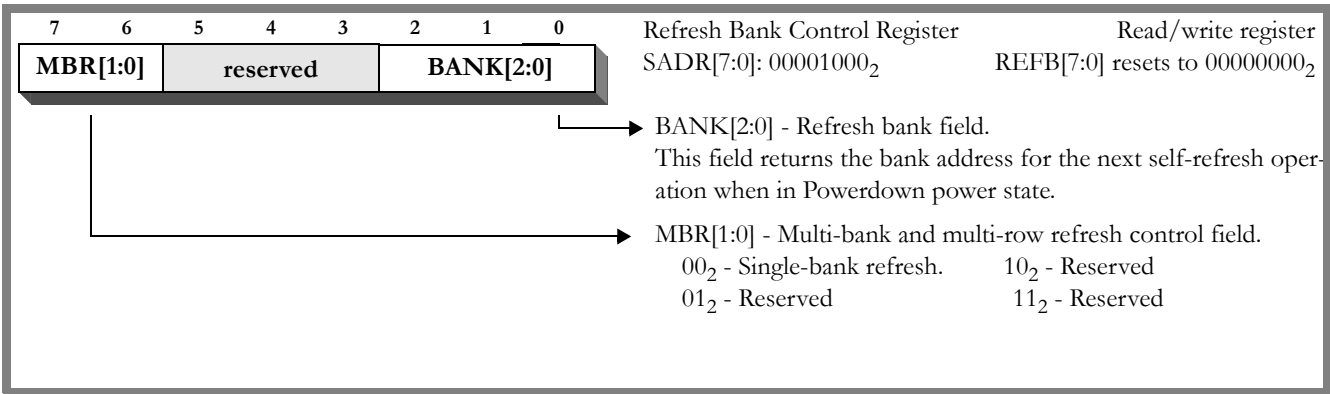 7 6 5 4 3 2 1 0
MBR[1:0] reserved BANK[2:0]
Refresh Bank Control Register Read/write register
SADR[7:0]: 00001000₂ REFB[7:0] resets to 00000000₂
BANK[2:0] - Refresh bank field.
This field returns the bank address for the next self-refresh oper-
ation when in Powerdown power state.
MBR[1:0] - Multi-bank and multi-row refresh control field.
00₂ - Single-bank refresh. 10₂ - Reserved
01₂ - Reserved 11₂ - Reserved